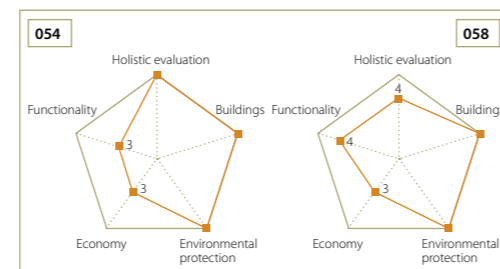 054
Holistic evaluation
Functionality
Buildings
3
3
Economy
Environmental
protection
058
Holistic evaluation
4
Functionality
Buildings
4
3
Economy
Environmental
protection